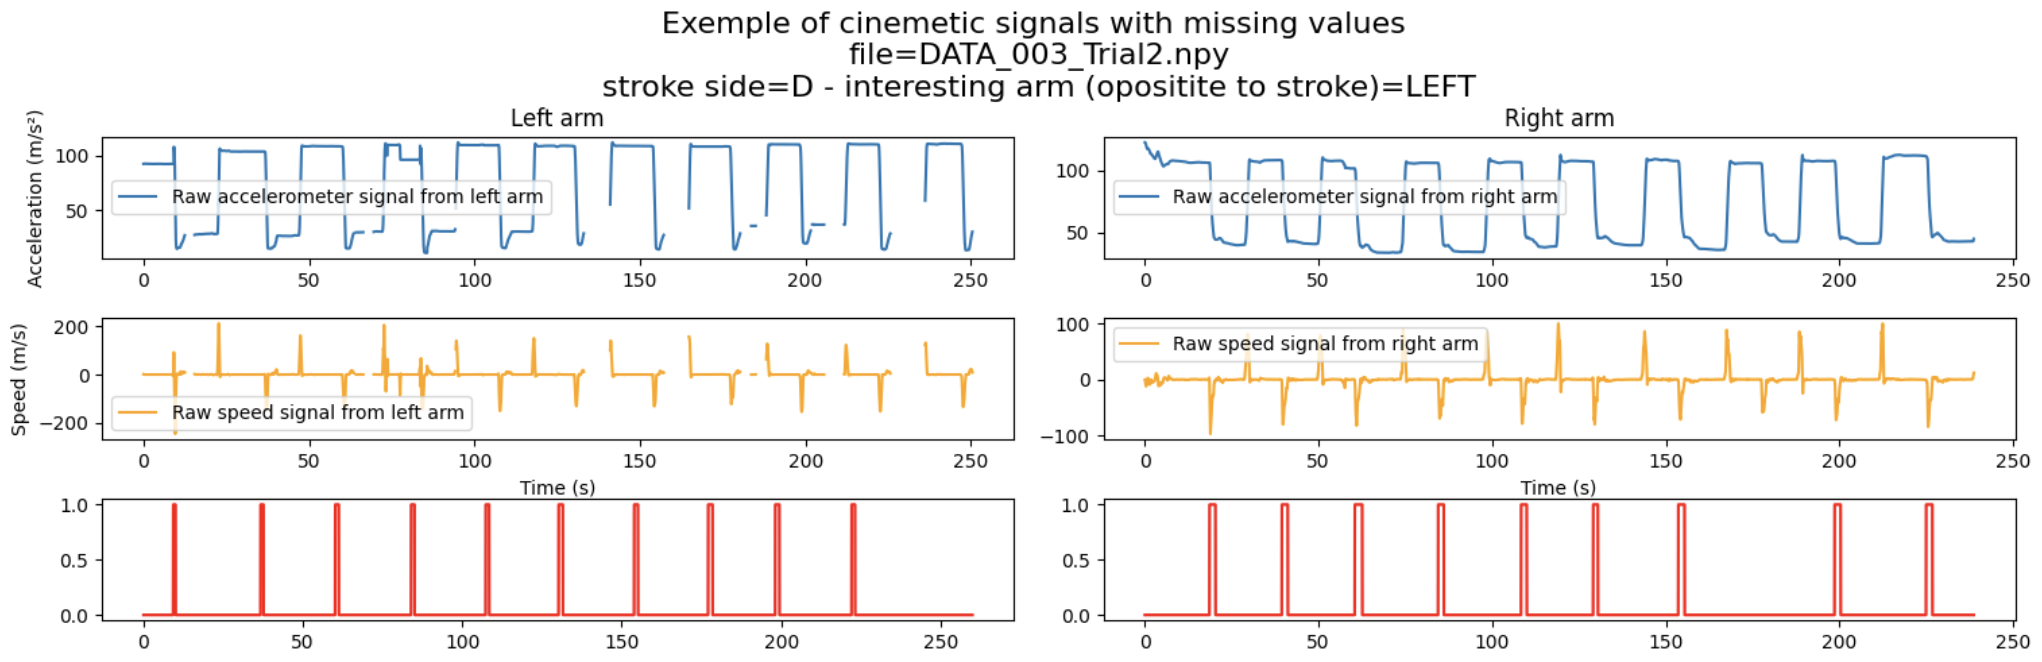 Exemple of cinemetic signals with missing values
file=DATA_003_Trial2.npy
stroke side=D - interesting arm (opositite to stroke)=LEFT
Left arm
Acceleration (m/s²)
100
50
Raw accelerometer signal from left arm
0 50 100 150 200 250
Right arm
100
50
Raw accelerometer signal from right arm
0 50 100 150 200 250
Speed (m/s)
200
0
−200
Raw speed signal from left arm
0 50 100 150 200 250
Time (s)
100
0
−100
Raw speed signal from right arm
0 50 100 150 200 250
Time (s)
1.0
0.5
0.0
0 50 100 150 200 250
1.0
0.5
0.0
0 50 100 150 200 250